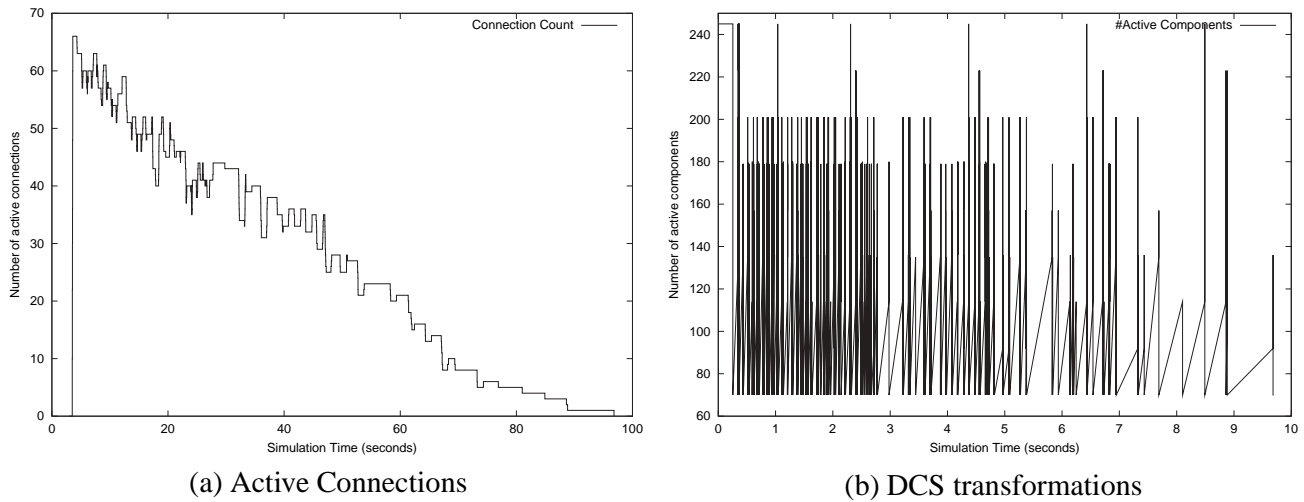 70
60
50
40
30
20
10
0
Number of active connections
Connection Count
0 20 40 60 80 100
Simulation Time (seconds)
(a) Active Connections
240
220
200
180
160
140
120
100
80
60
Number of active components
#Active Components
0 1 2 3 4 5 6 7 8 9 10
Simulation Time (seconds)
(b) DCS transformations